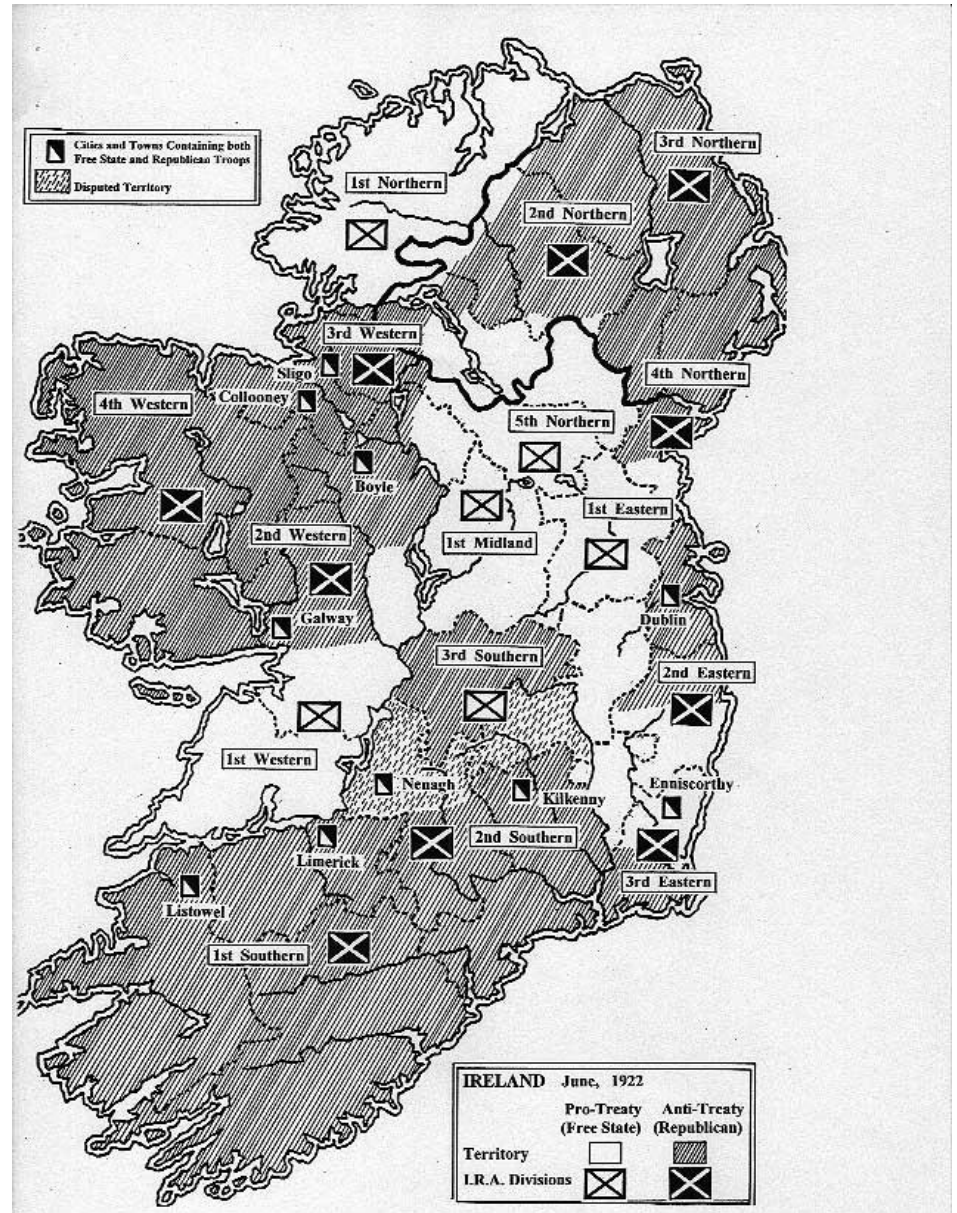 Cities and Towns Containing both
Free State and Republican Troops
Disputed Territory
1st Northern
3rd Northern
2nd Northern
3rd Western
Sligo
4th Western
Collooney
4th Northern
5th Northern
Boyle
1st Eastern
2nd Western
1st Midland
Galway
Dublin
3rd Southern
2nd Eastern
1st Western
Nenagh
Enniscorthy
Kilkenny
2nd Southern
Limerick
3rd Eastern
Listowel
1st Southern
IRELAND June, 1922
Pro-Treaty Anti-Treaty
(Free State) (Republican)
Territory
I.R.A. Divisions